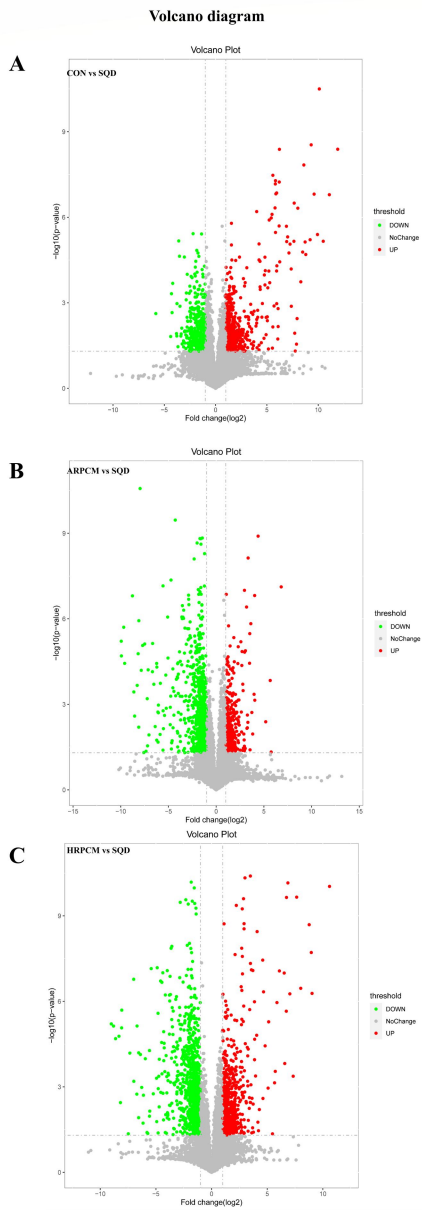 Volcano diagram
A
Volcano Plot
CON vs SQD
9
6
3
0
−10
−5
0
5
10
−log10(p−value)
Fold change(log2)
threshold
DOWN
NoChange
UP
B
Volcano Plot
ARPCM vs SQD
9
6
3
0
−15
−10
−5
0
5
10
15
−log10(p−value)
Fold change(log2)
threshold
DOWN
NoChange
UP
C
Volcano Plot
HRPCM vs SQD
9
6
3
0
−10
−5
0
5
10
−log10(p−value)
Fold change(log2)
threshold
DOWN
NoChange
UP